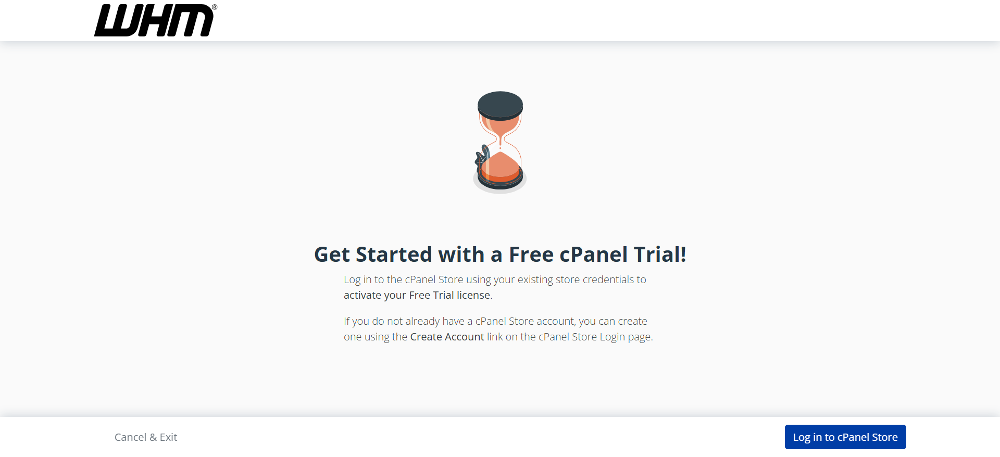 WHM®
Get Started with a Free cPanel Trial!
Log in to the cPanel Store using your existing store credentials to
activate your Free Trial license.
If you do not already have a cPanel Store account, you can create
one using the Create Account link on the cPanel Store Login page.
Cancel & Exit
Log in to cPanel Store